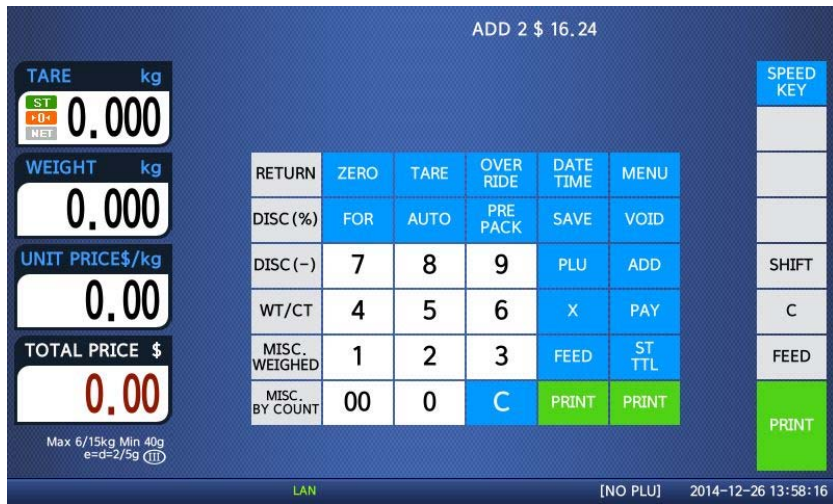 ADD 2 $ 16.24
TARE kg
ST
▸0◂
NET
0.000
WEIGHT kg
0.000
UNIT PRICE$/kg
0.00
TOTAL PRICE $
0.00
Max 6/15kg Min 40g
e=d=2/5g III
RETURN ZERO TARE OVER RIDE DATE TIME MENU
DISC(%) FOR AUTO PRE PACK SAVE VOID
DISC(-) 7 8 9 PLU ADD
WT/CT 4 5 6 X PAY
MISC. WEIGHED 1 2 3 FEED ST TTL
MISC. BY COUNT 00 0 C PRINT PRINT
SPEED
KEY
SHIFT
C
FEED
PRINT
LAN [NO PLU] 2014-12-26 13:58:16